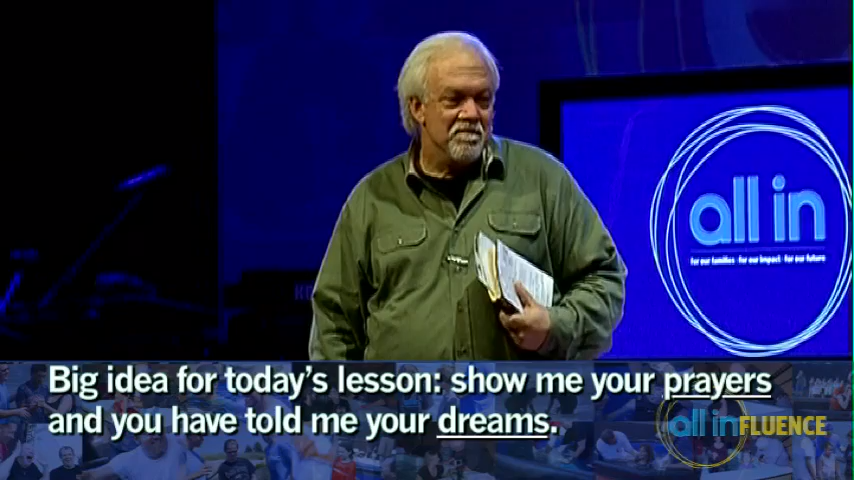 all in
for our families · for our impact · for our future
Big idea for today's lesson: show me your prayers
and you have told me your dreams.
all inFLUENCE